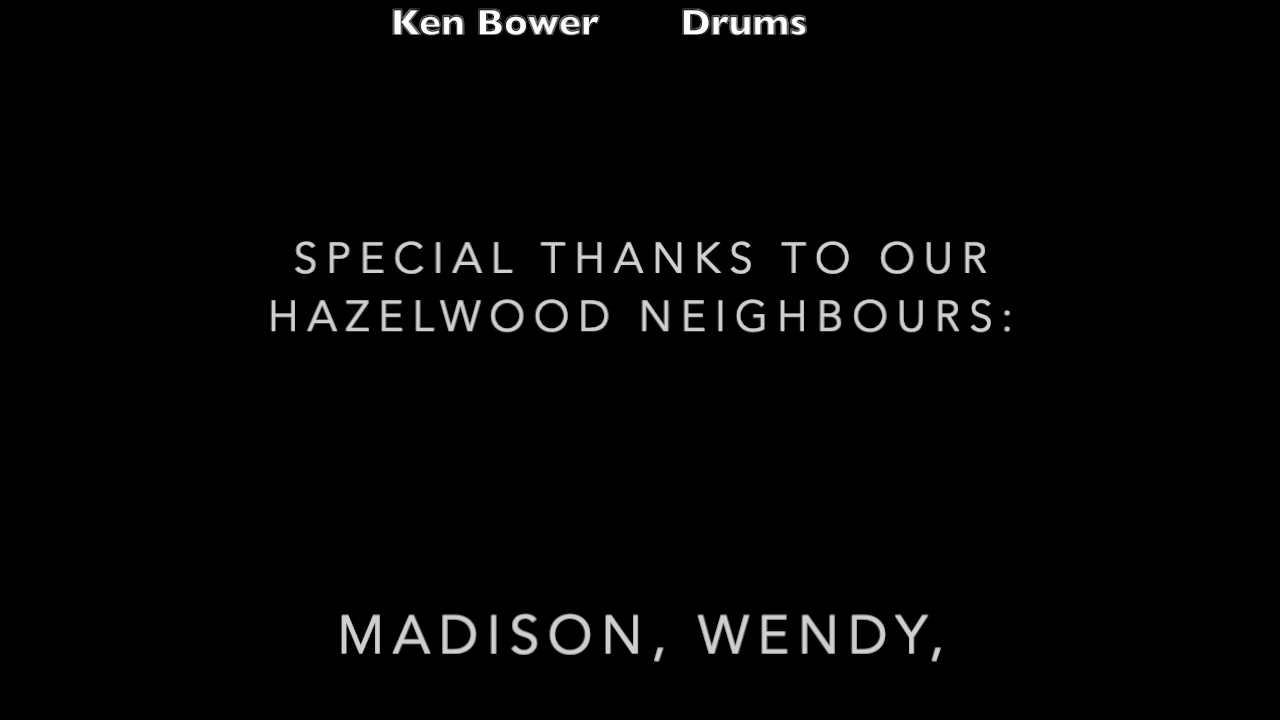 Ken Bower Drums
SPECIAL THANKS TO OUR
HAZELWOOD NEIGHBOURS:
MADISON, WENDY,